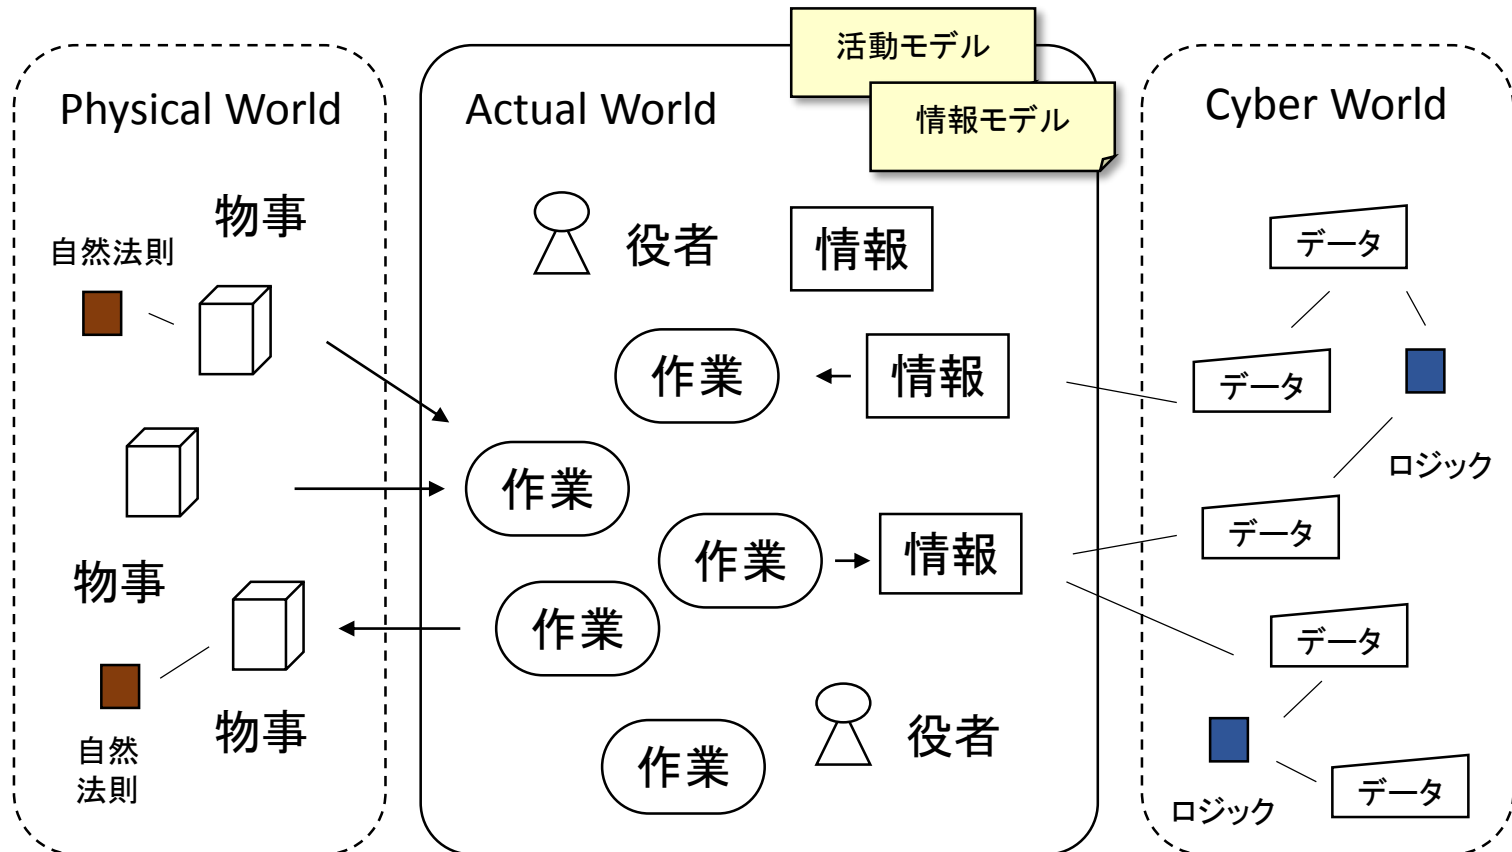 Physical World
物事
自然法則
物事
自然
法則
物事
Actual World
活動モデル
情報モデル
役者
情報
作業
情報
作業
作業
情報
作業
作業
役者
Cyber World
データ
データ
ロジック
データ
データ
ロジック
データ